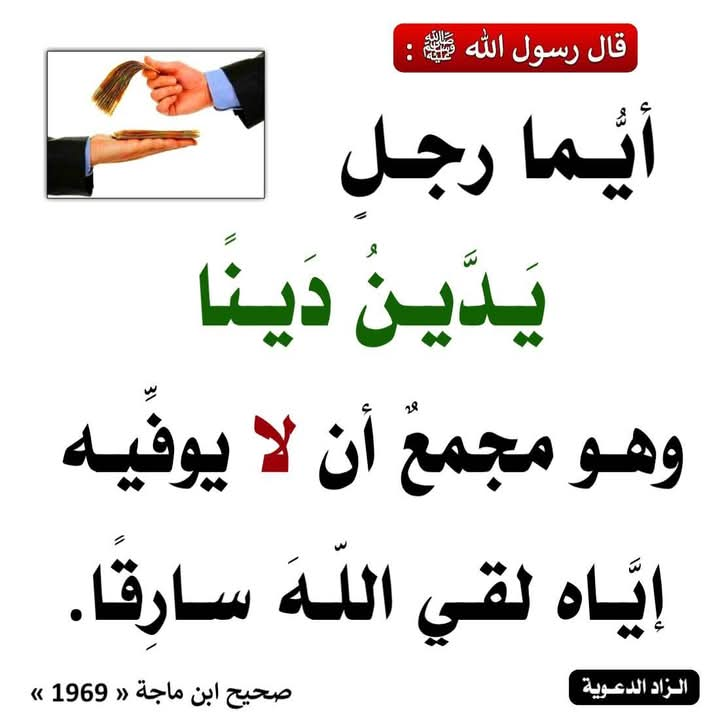 قال رسول الله ﷺ :
أيُّما رجلٍ
يَدَّينُ دَينًا
وهو مجمعٌ أن لا يوفِّيه
إيَّاه لقي اللّهَ سارِقًا.
الزاد الدعوية
صحيح ابن ماجة « 1969 »